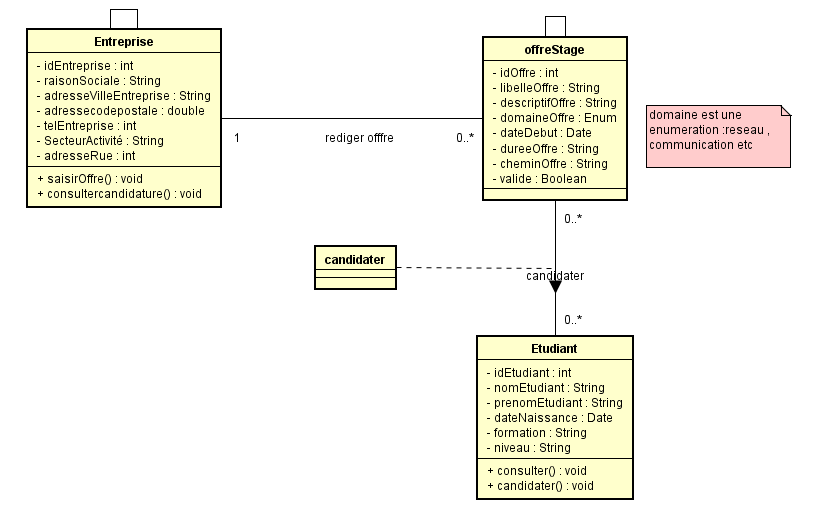 Entreprise
- idEntreprise : int
- raisonSociale : String
- adresseVilleEntreprise : String
- adressecodepostale : double
- telEntreprise : int
- SecteurActivité : String
- adresseRue : int
+ saisirOffre() : void
+ consultercandidature() : void
1
rediger offfre
0..*
offreStage
- idOffre : int
- libelleOffre : String
- descriptifOffre : String
- domaineOffre : Enum
- dateDebut : Date
- dureeOffre : String
- cheminOffre : String
- valide : Boolean
domaine est une
enumeration :reseau ,
communication etc
0..*
candidater
candidater
0..*
Etudiant
- idEtudiant : int
- nomEtudiant : String
- prenomEtudiant : String
- dateNaissance : Date
- formation : String
- niveau : String
+ consulter() : void
+ candidater() : void